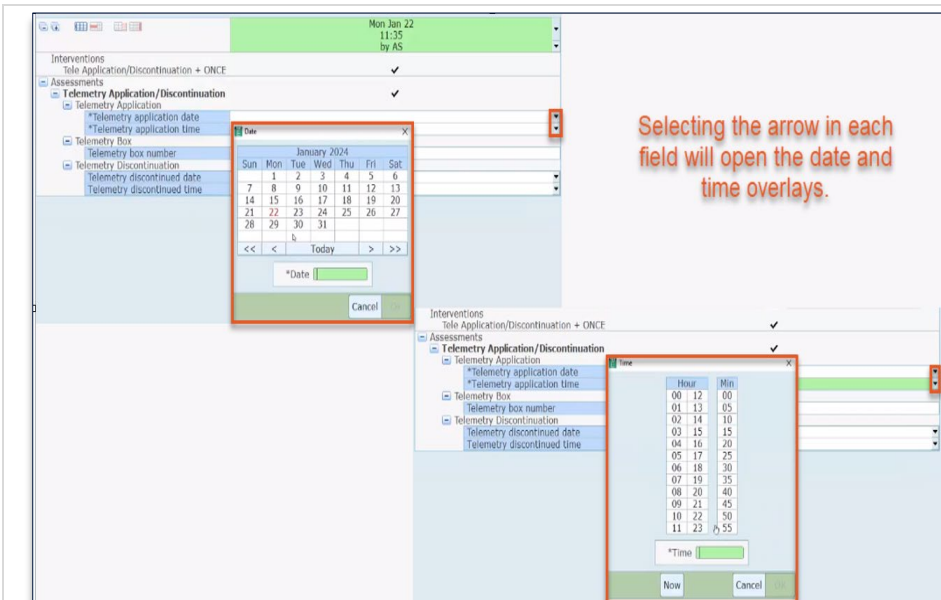 Mon Jan 22
11:35
by AS
Interventions
Tele Application/Discontinuation + ONCE
Assessments
Telemetry Application/Discontinuation
Telemetry Application
*Telemetry application date
*Telemetry application time
Telemetry Box
Telemetry box number
Telemetry Discontinuation
Telemetry discontinued date
Telemetry discontinued time
Date X
January 2024
Sun Mon Tue Wed Thu Fri Sat
1 2 3 4 5 6
7 8 9 10 11 12 13
14 15 16 17 18 19 20
21 22 23 24 25 26 27
28 29 30 31
<< < Today > >>
*Date
Cancel
Selecting the arrow in each
field will open the date and
time overlays.
Interventions
Tele Application/Discontinuation + ONCE
Assessments
Telemetry Application/Discontinuation
Telemetry Application
*Telemetry application date
*Telemetry application time
Telemetry Box
Telemetry box number
Telemetry Discontinuation
Telemetry discontinued date
Telemetry discontinued time
Time X
Hour Min
00 12 00
01 13 05
02 14 10
03 15 15
04 16 20
05 17 25
06 18 30
07 19 35
08 20 40
09 21 45
10 22 50
11 23 55
*Time
Now Cancel